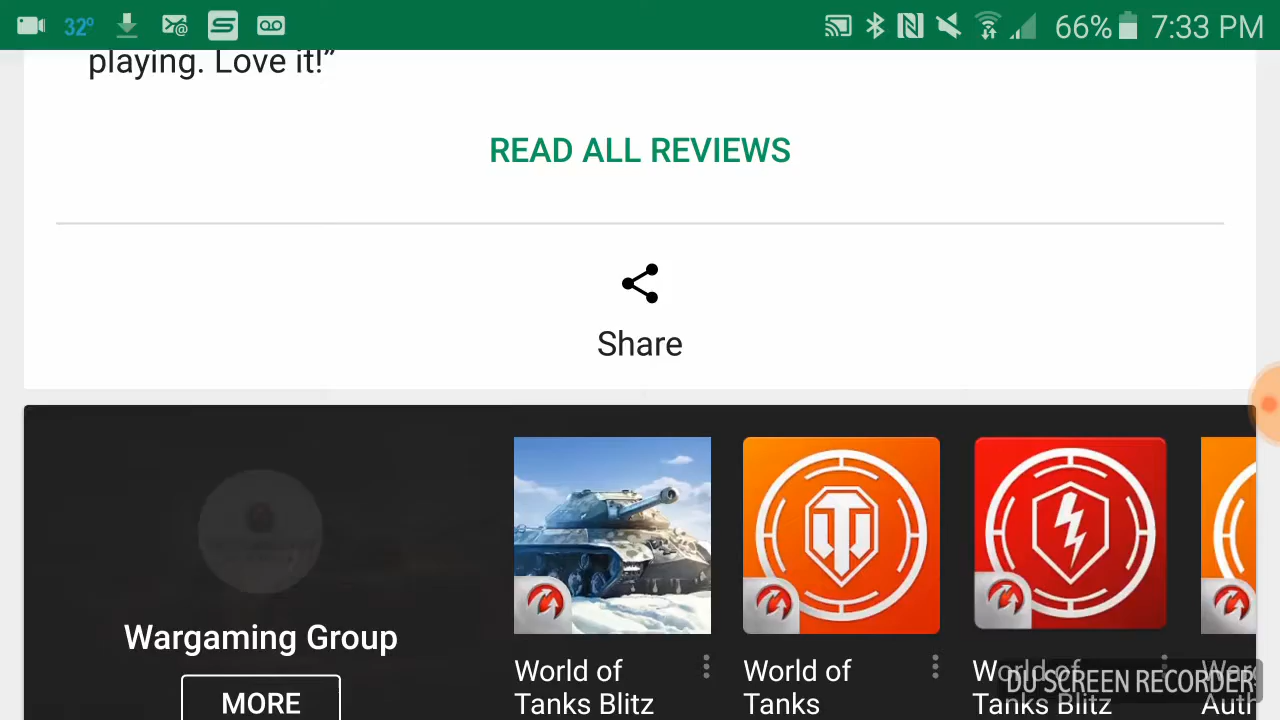 32° 66% 7:33 PM
playing. Love it!”
READ ALL REVIEWS
Share
Wargaming Group
MORE
World of
Tanks Blitz
World of
Tanks
World of
Tanks Blitz
DU SCREEN RECORDER